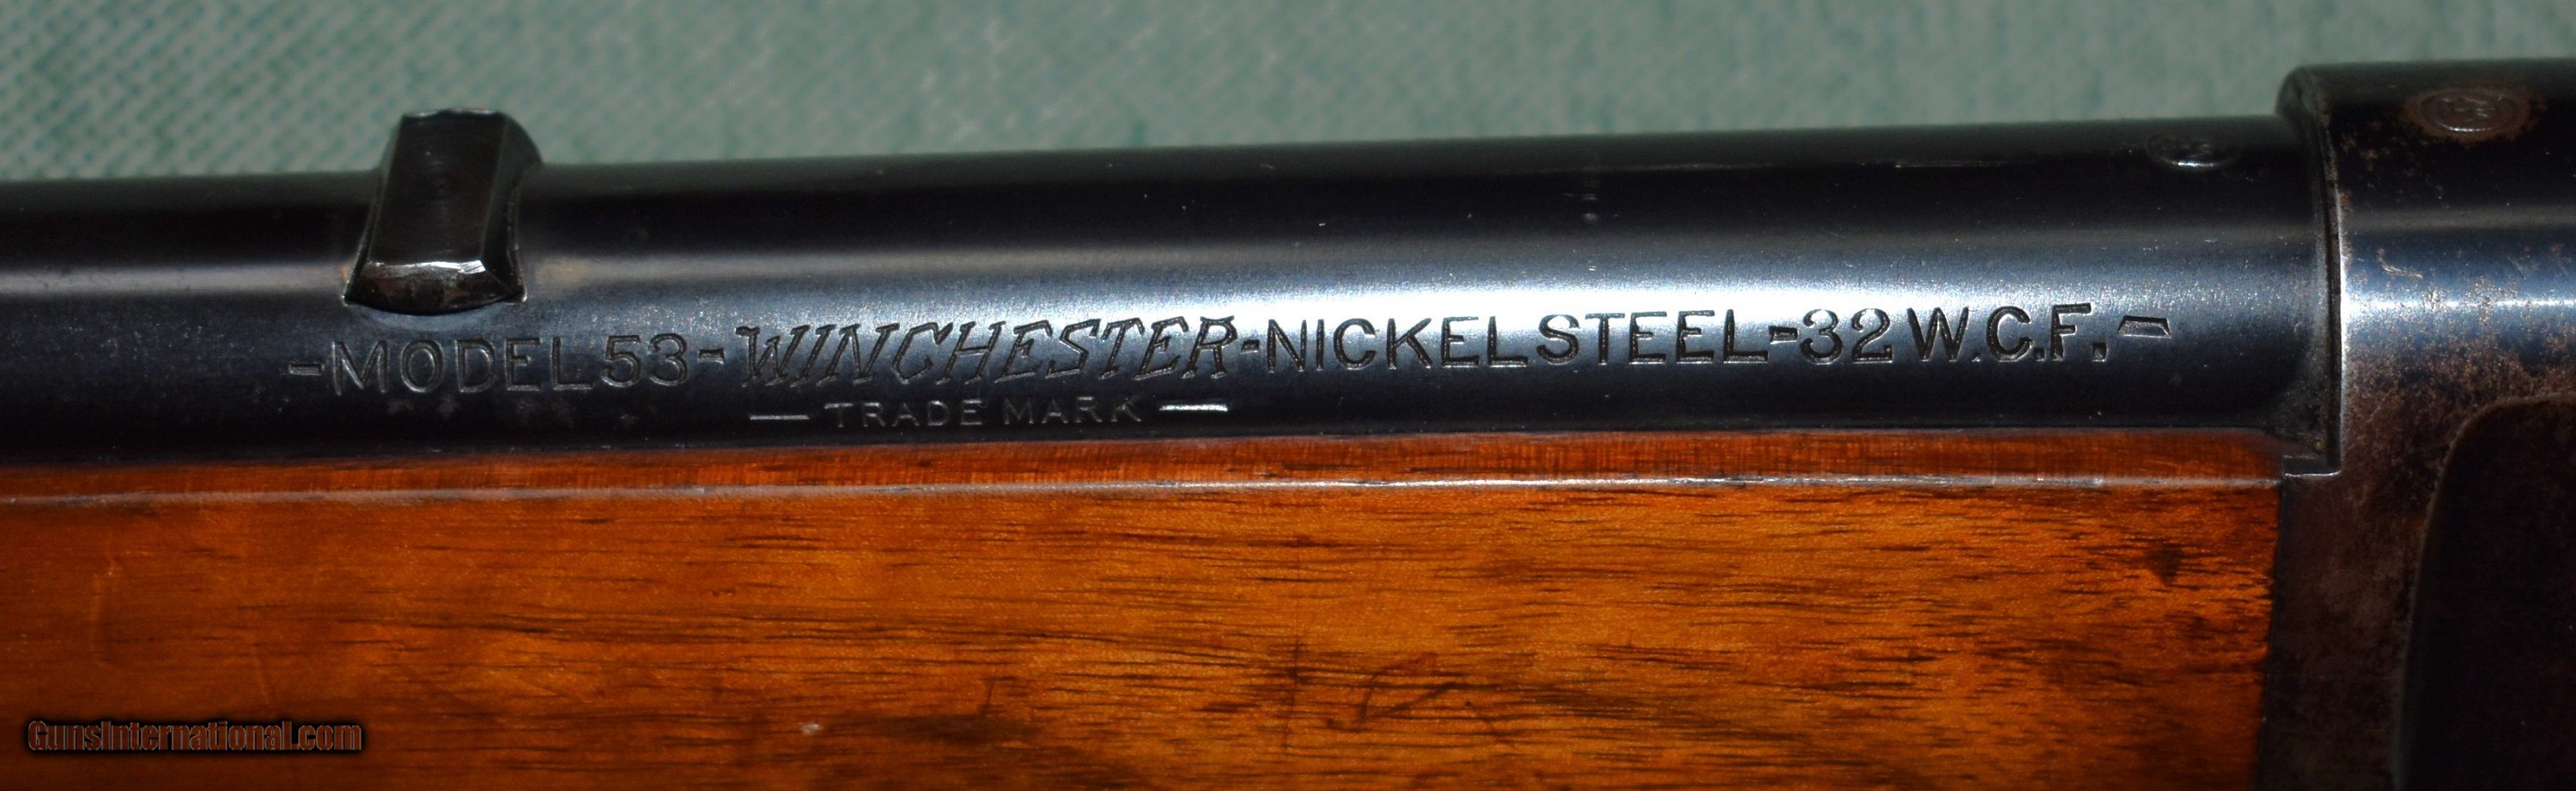 -MODEL 53-WINCHESTER-NICKEL STEEL-32 W.C.F.-
— TRADE MARK —
GunsInternational.com